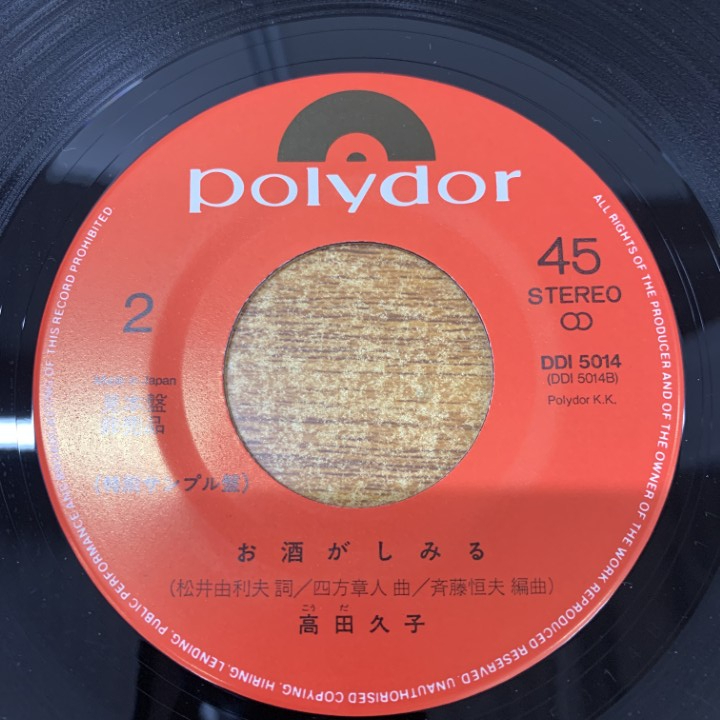 polydor
2
45
STEREO
∞
Made in Japan
DDI 5014
(DDI 5014B)
Polydor K.K.
見本盤
非売品
サンプル盤)
お酒がしみる
(松井由利夫 詞/四方章人 曲/斉藤恒夫 編曲)
こう だ
高田久子
ALL RIGHTS OF THE PRODUCER AND OF THE OWNER OF THE WORK REPRODUCED RESERVED. UNAUTHORISED COPYING, HIRING, LENDING, PUBLIC PERFORMANCE AND OF THIS RECORD PROHIBITED